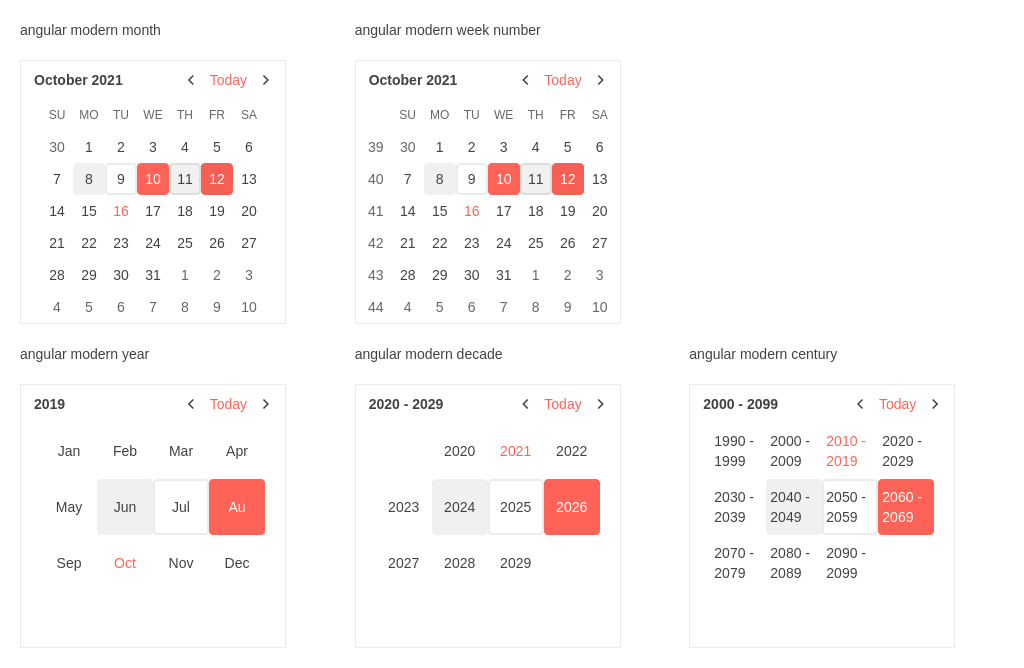 angular modern month
October 2021 Today
SU MO TU WE TH FR SA
30 1 2 3 4 5 6
7 8 9 10 11 12 13
14 15 16 17 18 19 20
21 22 23 24 25 26 27
28 29 30 31 1 2 3
4 5 6 7 8 9 10
angular modern week number
October 2021 Today
SU MO TU WE TH FR SA
39 30 1 2 3 4 5 6
40 7 8 9 10 11 12 13
41 14 15 16 17 18 19 20
42 21 22 23 24 25 26 27
43 28 29 30 31 1 2 3
44 4 5 6 7 8 9 10
angular modern year
2019 Today
Jan Feb Mar Apr
May Jun Jul Au
Sep Oct Nov Dec
angular modern decade
2020 - 2029 Today
2020 2021 2022
2023 2024 2025 2026
2027 2028 2029
angular modern century
2000 - 2099 Today
1990 - 2000 - 2010 - 2020 -
1999 2009 2019 2029
2030 - 2040 - 2050 - 2060 -
2039 2049 2059 2069
2070 - 2080 - 2090 -
2079 2089 2099